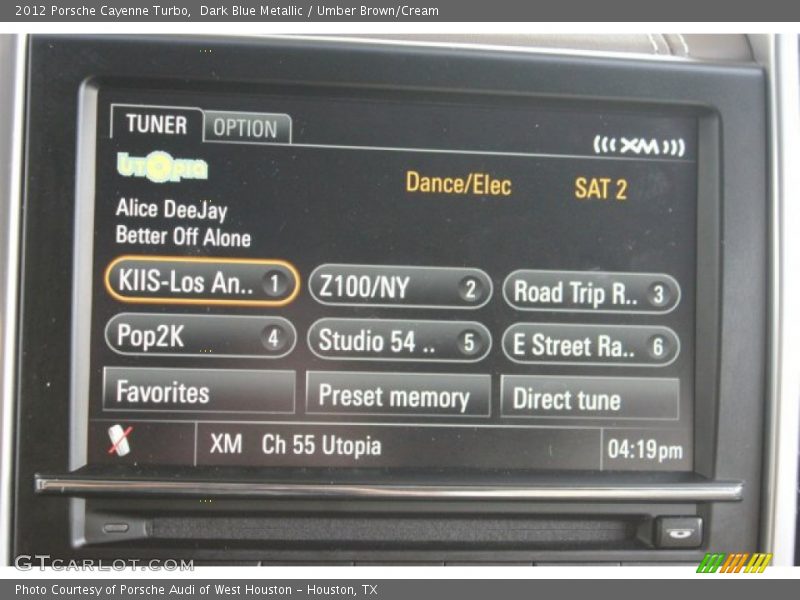 2012 Porsche Cayenne Turbo,  Dark Blue Metallic / Umber Brown/Cream
TUNER
OPTION
XM
UTOPIA
Dance/Elec
SAT 2
Alice DeeJay
Better Off Alone
KIIS-Los An.. 1
Z100/NY 2
Road Trip R.. 3
Pop2K 4
Studio 54 .. 5
E Street Ra.. 6
Favorites
Preset memory
Direct tune
XM Ch 55 Utopia
04:19pm
GTCARLOT.COM
Photo Courtesy of Porsche Audi of West Houston - Houston, TX